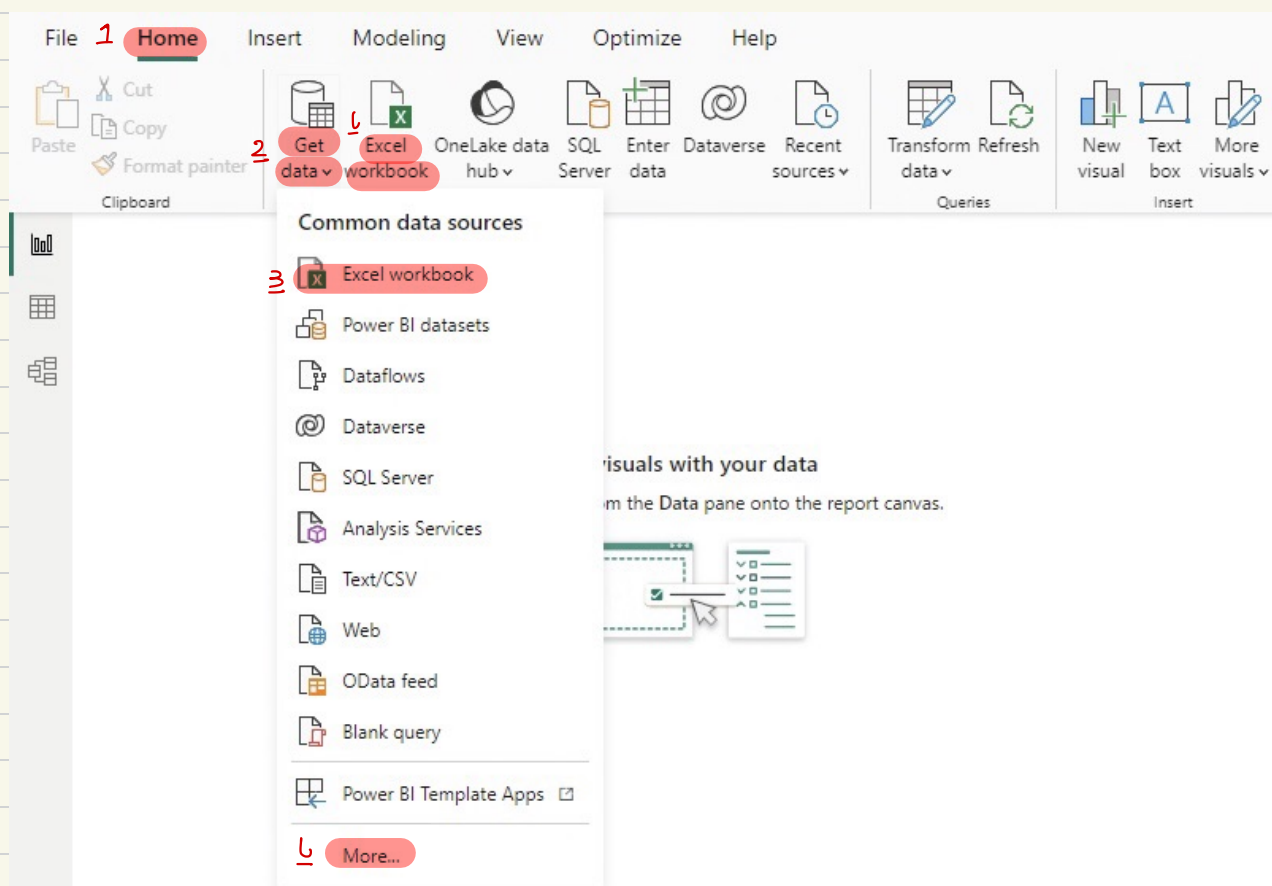 File 1 Home Insert Modeling View Optimize Help
Cut
Copy
Paste
Format painter
Clipboard
2 Get data
Excel workbook
OneLake data hub
SQL Server
Enter data
Dataverse
Recent sources
Transform data
Refresh
Queries
New visual
Text box
More visuals
Insert
Common data sources
3 Excel workbook
Power BI datasets
Dataflows
Dataverse
SQL Server
Analysis Services
Text/CSV
Web
OData feed
Blank query
Power BI Template Apps
More...
visuals with your data
om the Data pane onto the report canvas.